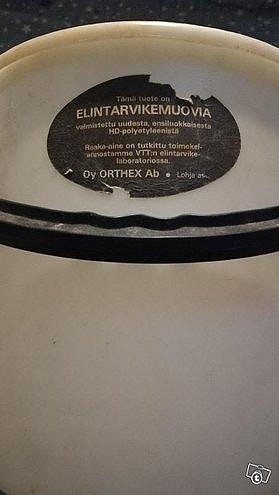 Tämä tuote on
ELINTARVIKEMUOVIA
valmistettu uudesta, ensiluokkaisesta
HD-polyetyleenistä
Raaka-aine on tutkittu toimeksi-
annostamme VTT:n elintarvike-
laboratoriossa.
Oy ORTHEX Ab • Lohja as.